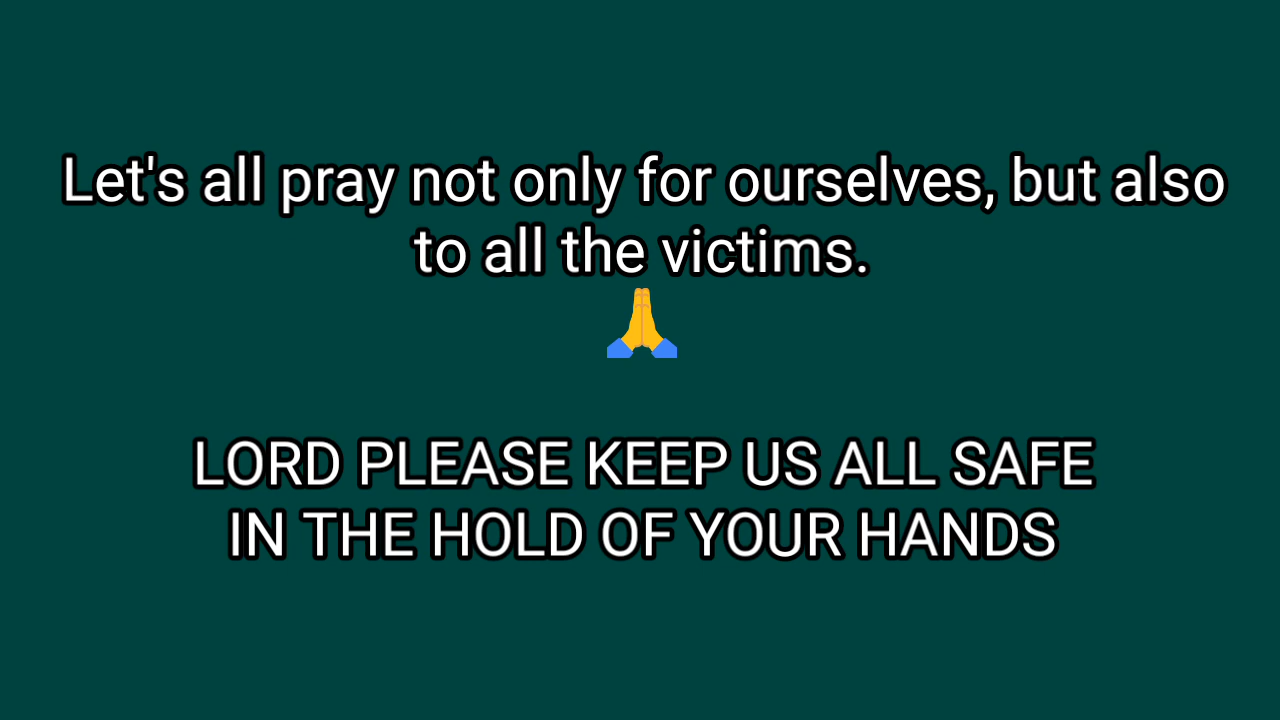 Let's all pray not only for ourselves, but also
to all the victims.
🙏
LORD PLEASE KEEP US ALL SAFE
IN THE HOLD OF YOUR HANDS